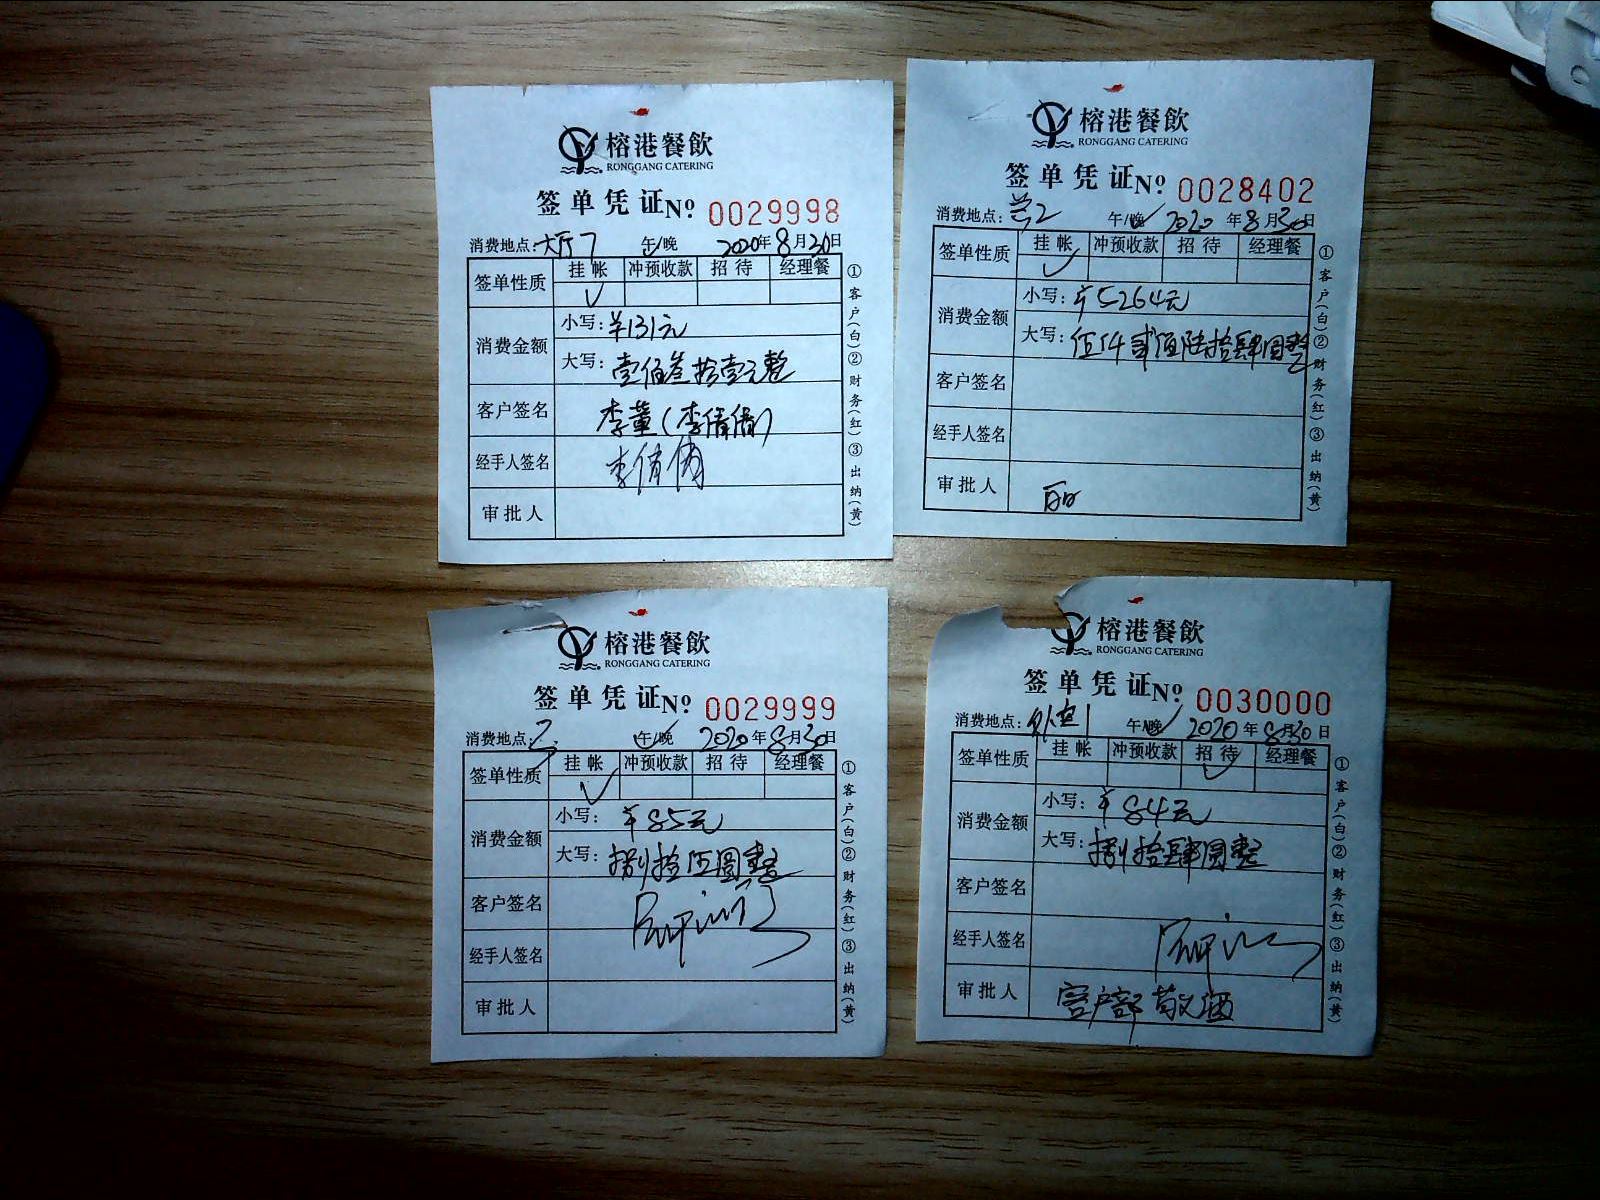 榕港餐飲
RONGGANG CATERING
签单凭证 Nº 0029998
消费地点: 大厅7 午/晚 2020年8月30日
签单性质 挂帐 冲预收款 招待 经理餐
消费金额
小写: ¥131元
大写: 壹佰叁拾壹元整
客户签名 李董(李倩倩)
经手人签名 李倩倩
审批人
①客户(白)②财务(红)③出纳(黄)
榕港餐飲
RONGGANG CATERING
签单凭证 Nº 0028402
消费地点: 兰2 午/晚 2020年8月30日
签单性质 挂帐 冲预收款 招待 经理餐
消费金额
小写: ¥5264元
大写: 伍仟贰佰陆拾肆圆整
客户签名
经手人签名
审批人
①客户(白)②财务(红)③出纳(黄)
榕港餐飲
RONGGANG CATERING
签单凭证 Nº 0029999
消费地点: 午/晚 2020年8月30日
签单性质 挂帐 冲预收款 招待 经理餐
消费金额
小写: ¥85元
大写: 捌拾伍圆整
客户签名
经手人签名
审批人
①客户(白)②财务(红)③出纳(黄)
榕港餐飲
RONGGANG CATERING
签单凭证 Nº 0030000
消费地点: 午/晚 2020年8月30日
签单性质 挂帐 冲预收款 招待 经理餐
消费金额
小写: ¥84元
大写: 捌拾肆圆整
客户签名
经手人签名
审批人 客户部敬酒
①客户(白)②财务(红)③出纳(黄)